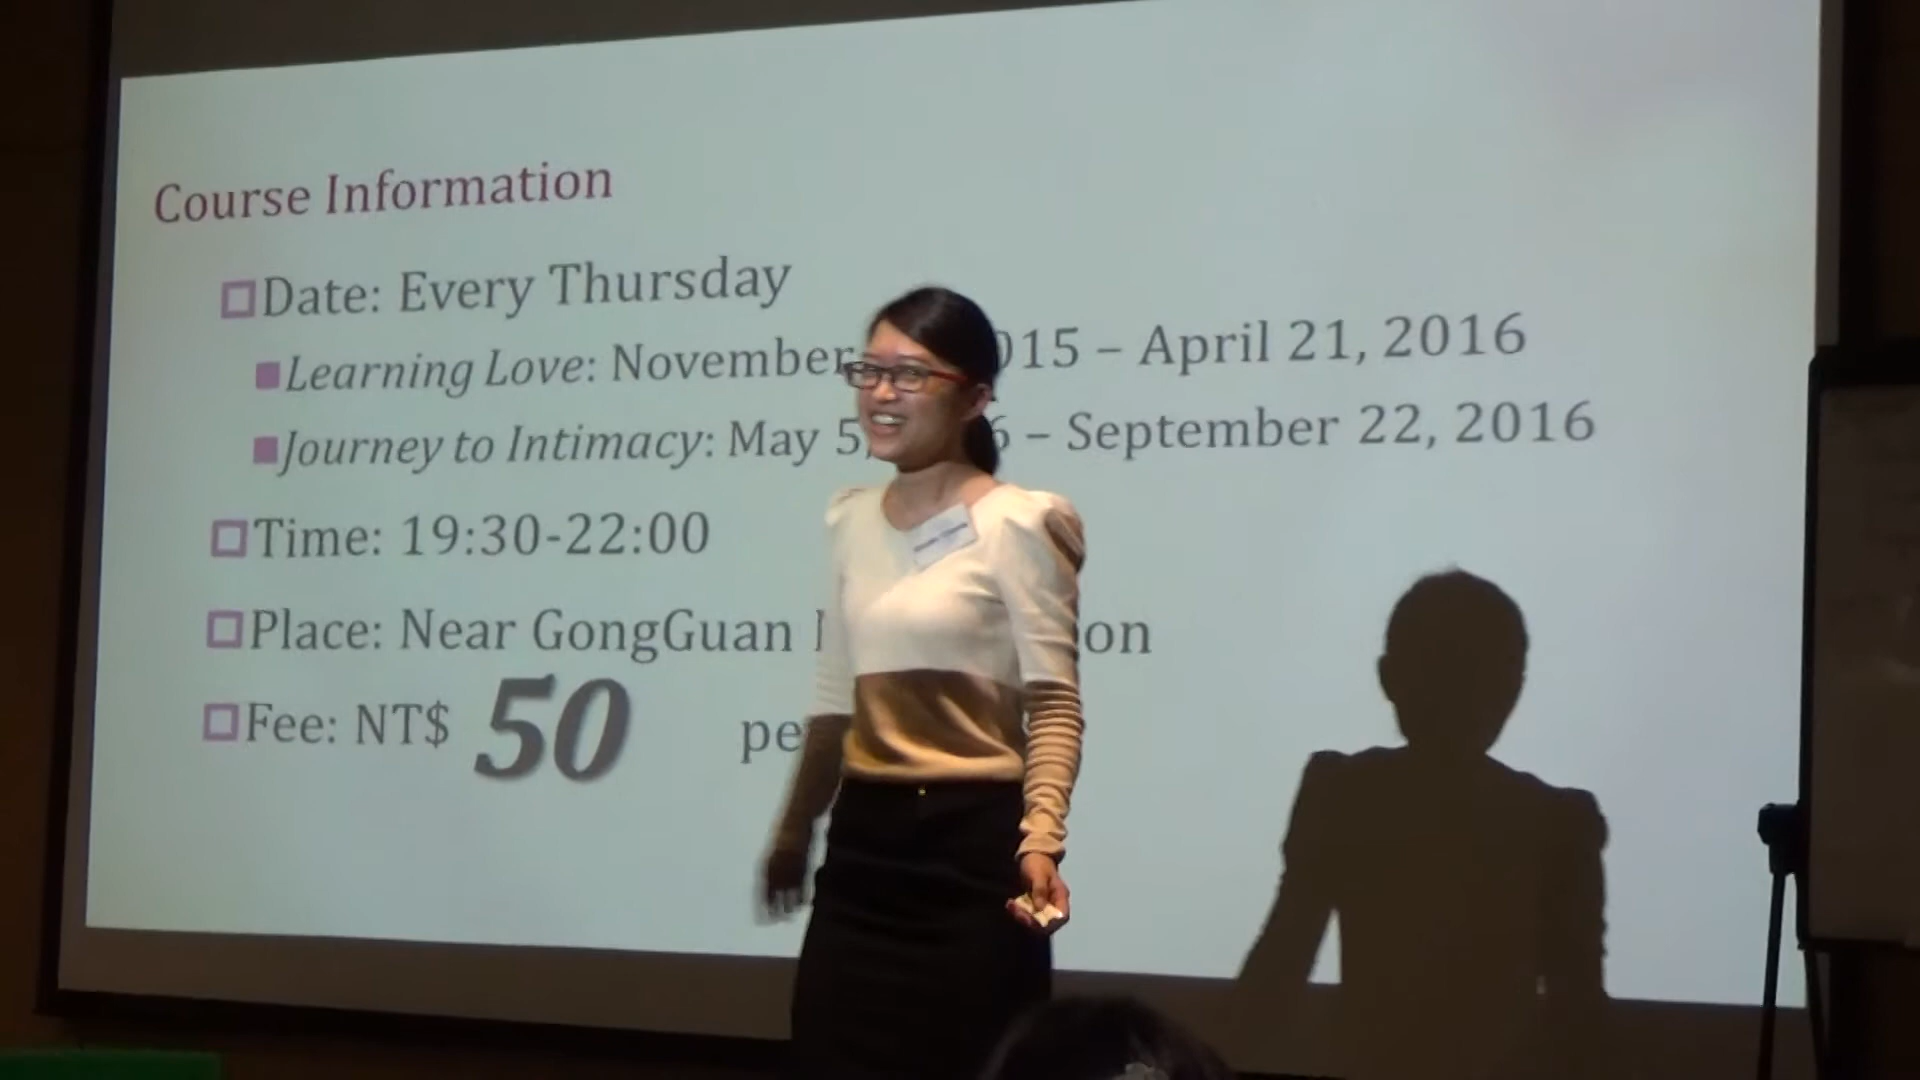 Course Information
Date: Every Thursday
Learning Love: November 015 – April 21, 2016
Journey to Intimacy: May 5, 6 – September 22, 2016
Time: 19:30-22:00
Place: Near GongGuan on
Fee: NT$ 50 pe